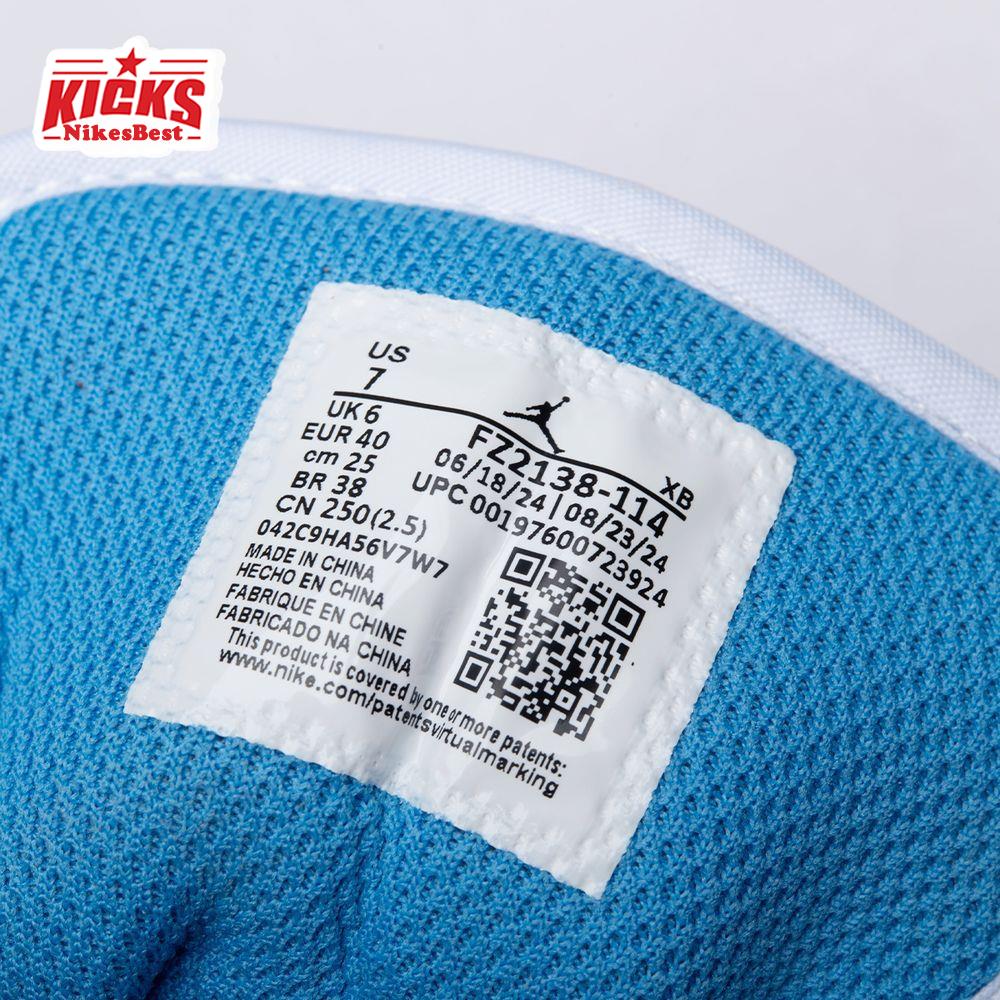 KICKS
NikesBest
US
7
UK 6
EUR 40
cm 25
BR 38
CN 250(2.5)
042C9HA56V7W7
MADE IN CHINA
HECHO EN CHINA
FABRIQUE EN CHINE
FABRICADO NA CHINA
This product is covered by one or more patents:
www.nike.com/patentsvirtualmarking
XB
FZ2138-114
06/18/24 | 08/23/24
UPC 00197600723924